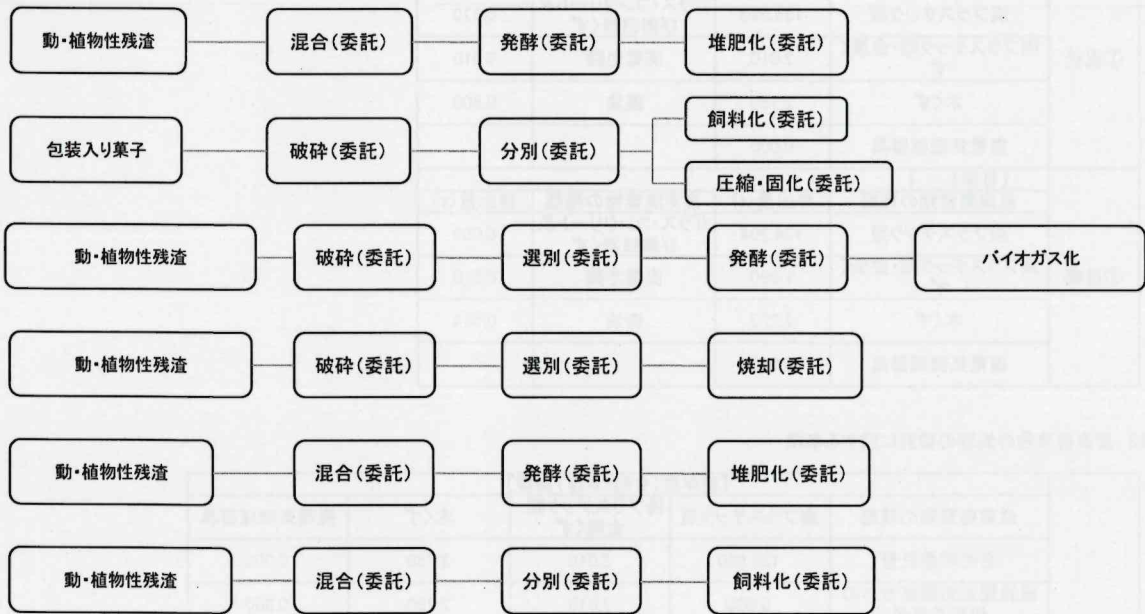 動・植物性残渣 混合(委託) 発酵(委託) 堆肥化(委託)
飼料化(委託)
包装入り菓子 破砕(委託) 分別(委託)
圧縮・固化(委託)
動・植物性残渣 破砕(委託) 選別(委託) 発酵(委託) バイオガス化
動・植物性残渣 破砕(委託) 選別(委託) 焼却(委託)
動・植物性残渣 混合(委託) 発酵(委託) 堆肥化(委託)
動・植物性残渣 混合(委託) 分別(委託) 飼料化(委託)